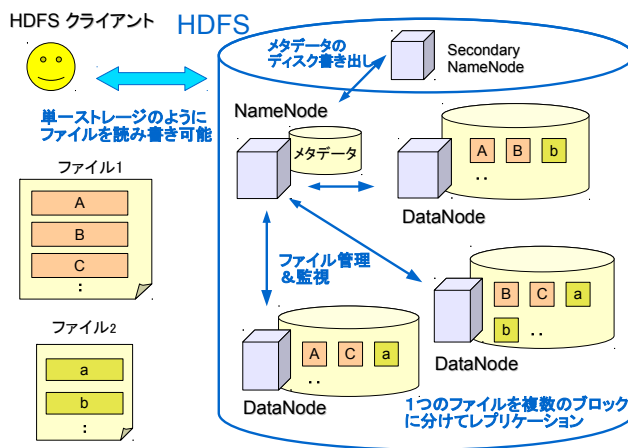 HDFS クライアント
HDFS
メタデータの
ディスク書き出し
Secondary
NameNode
単一ストレージのように
ファイルを読み書き可能
NameNode
メタデータ
A B b
..
DataNode
ファイル1
A
B
C
:
ファイル管理
&監視
B C a
b ..
DataNode
ファイル2
a
b
:
A C a
..
DataNode
1つのファイルを複数のブロック
に分けてレプリケーション